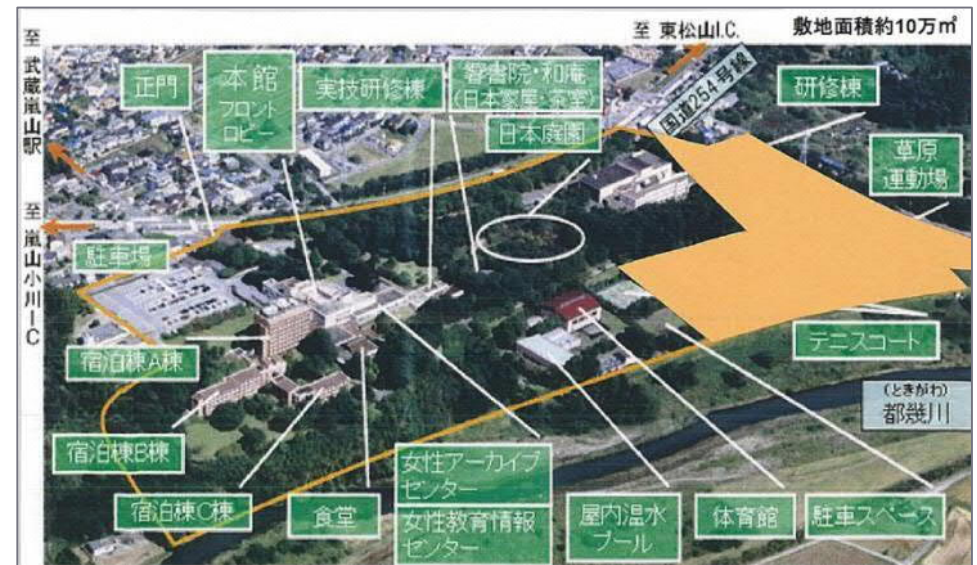 至 東松山I.C.
敷地面積約10万㎡
至 武蔵嵐山駅
正門
本館
フロント
ロビー
実技研修棟
響書院・和庵
(日本家屋・茶室)
日本庭園
国道254号線
研修棟
草原
運動場
至 嵐山小川IC
駐車場
宿泊棟A棟
テニスコート
(ときがわ)
都幾川
宿泊棟B棟
宿泊棟C棟
食堂
女性アーカイブ
センター
女性教育情報
センター
屋内温水
プール
体育館
駐車スペース